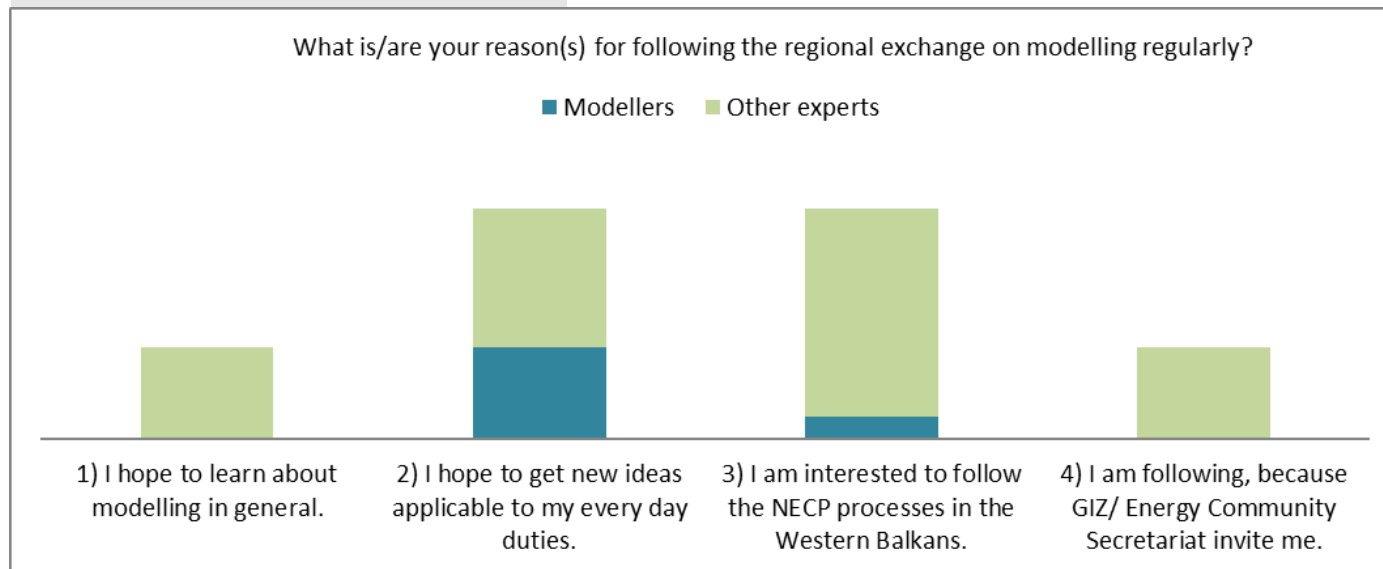 What is/are your reason(s) for following the regional exchange on modelling regularly?
Modellers Other experts
1) I hope to learn about
modelling in general.
2) I hope to get new ideas
applicable to my every day
duties.
3) I am interested to follow
the NECP processes in the
Western Balkans.
4) I am following, because
GIZ/ Energy Community
Secretariat invite me.